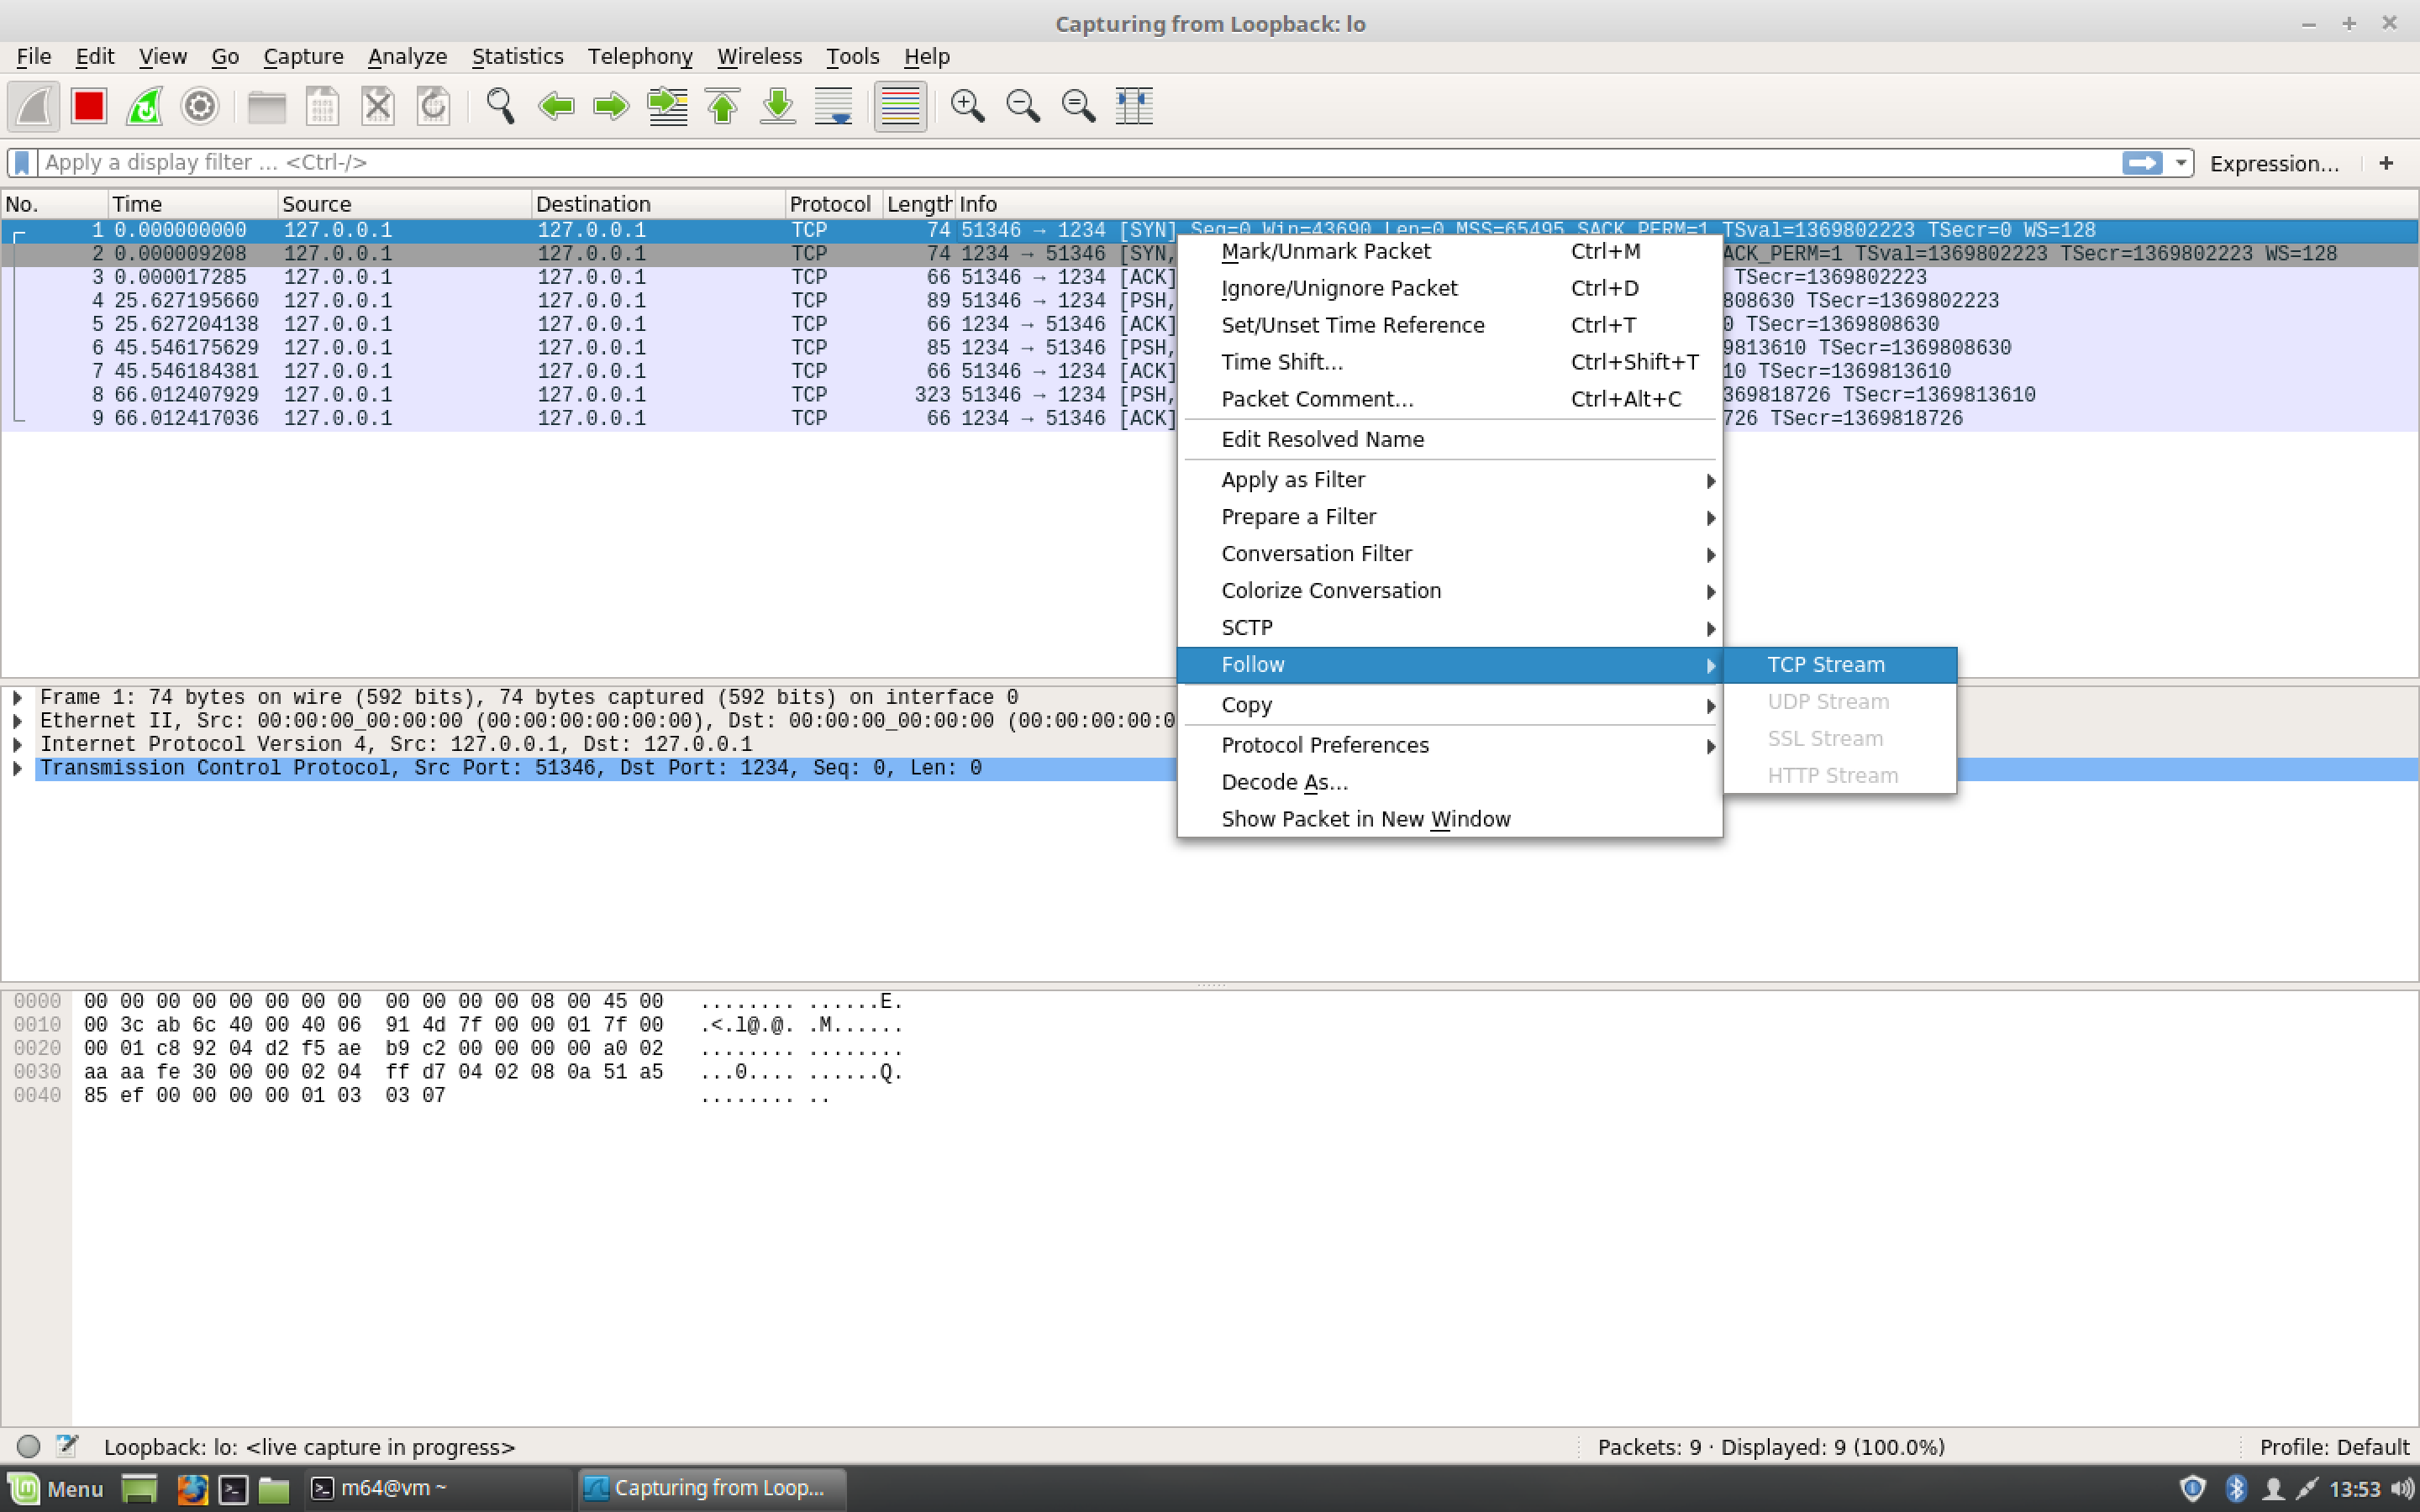 Capturing from Loopback: lo
File Edit View Go Capture Analyze Statistics Telephony Wireless Tools Help
Apply a display filter ... <Ctrl-/> Expression... +
No. Time Source Destination Protocol Length Info
1 0.000000000 127.0.0.1 127.0.0.1 TCP 74 51346 → 1234 [SYN] Seq=0 Win=43690 Len=0 MSS=65495 SACK_PERM=1 TSval=1369802223 TSecr=0 WS=128
2 0.000009208 127.0.0.1 127.0.0.1 TCP 74 1234 → 51346 [SYN, ACK_PERM=1 TSval=1369802223 TSecr=1369802223 WS=128
3 0.000017285 127.0.0.1 127.0.0.1 TCP 66 51346 → 1234 [ACK] TSecr=1369802223
4 25.627195660 127.0.0.1 127.0.0.1 TCP 89 51346 → 1234 [PSH, 808630 TSecr=1369802223
5 25.627204138 127.0.0.1 127.0.0.1 TCP 66 1234 → 51346 [ACK] 0 TSecr=1369808630
6 45.546175629 127.0.0.1 127.0.0.1 TCP 85 1234 → 51346 [PSH, 9813610 TSecr=1369808630
7 45.546184381 127.0.0.1 127.0.0.1 TCP 66 51346 → 1234 [ACK] 10 TSecr=1369813610
8 66.012407929 127.0.0.1 127.0.0.1 TCP 323 51346 → 1234 [PSH, 369818726 TSecr=1369813610
9 66.012417036 127.0.0.1 127.0.0.1 TCP 66 1234 → 51346 [ACK] 726 TSecr=1369818726
Mark/Unmark Packet Ctrl+M
Ignore/Unignore Packet Ctrl+D
Set/Unset Time Reference Ctrl+T
Time Shift... Ctrl+Shift+T
Packet Comment... Ctrl+Alt+C
Edit Resolved Name
Apply as Filter
Prepare a Filter
Conversation Filter
Colorize Conversation
SCTP
Follow
Copy
Protocol Preferences
Decode As...
Show Packet in New Window
TCP Stream
UDP Stream
SSL Stream
HTTP Stream
Frame 1: 74 bytes on wire (592 bits), 74 bytes captured (592 bits) on interface 0
Ethernet II, Src: 00:00:00_00:00:00 (00:00:00:00:00:00), Dst: 00:00:00_00:00:00 (00:00:00:00:0
Internet Protocol Version 4, Src: 127.0.0.1, Dst: 127.0.0.1
Transmission Control Protocol, Src Port: 51346, Dst Port: 1234, Seq: 0, Len: 0
0000 00 00 00 00 00 00 00 00 00 00 00 00 08 00 45 00 ........ ......E.
0010 00 3c ab 6c 40 00 40 06 91 4d 7f 00 00 01 7f 00 .<.l@.@. .M......
0020 00 01 c8 92 04 d2 f5 ae b9 c2 00 00 00 00 a0 02 ........ ........
0030 aa aa fe 30 00 00 02 04 ff d7 04 02 08 0a 51 a5 ...0.... ......Q.
0040 85 ef 00 00 00 00 01 03 03 07 ........ ..
Loopback: lo: <live capture in progress> Packets: 9 · Displayed: 9 (100.0%) Profile: Default
Menu m64@vm ~ Capturing from Loop... 13:53